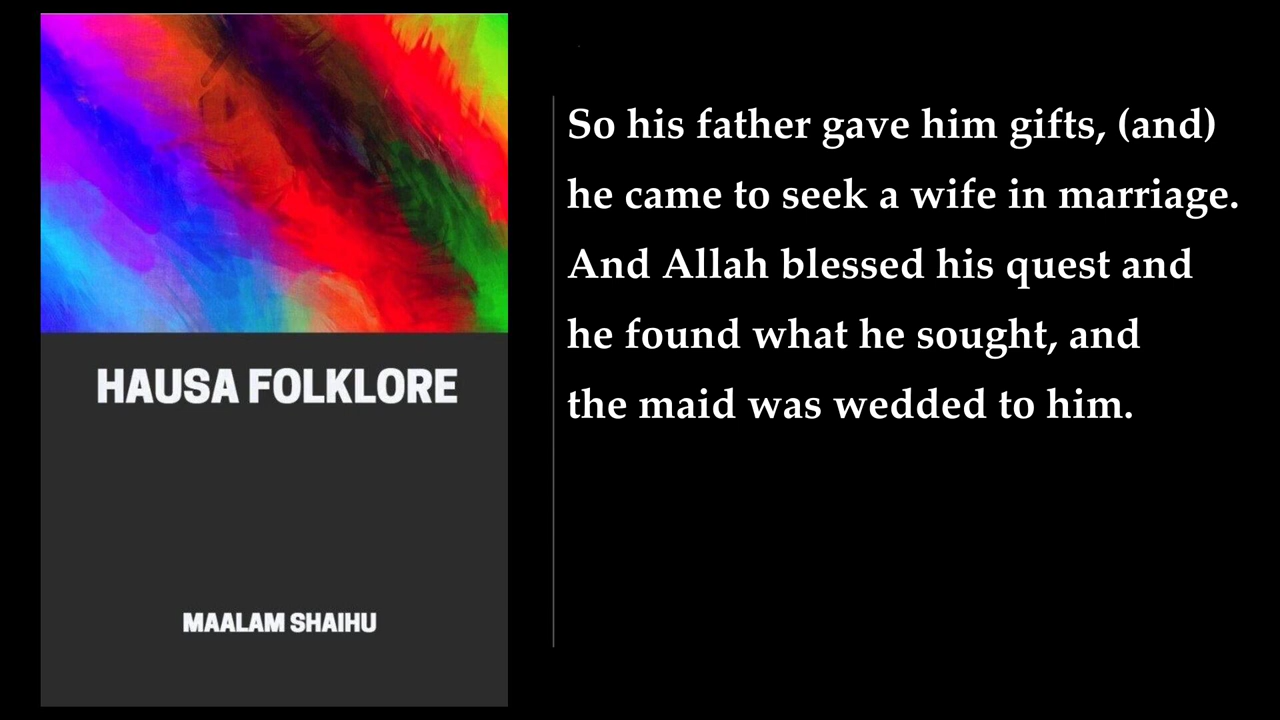 HAUSA FOLKLORE
MAALAM SHAIHU
So his father gave him gifts, (and)
he came to seek a wife in marriage.
And Allah blessed his quest and
he found what he sought, and
the maid was wedded to him.